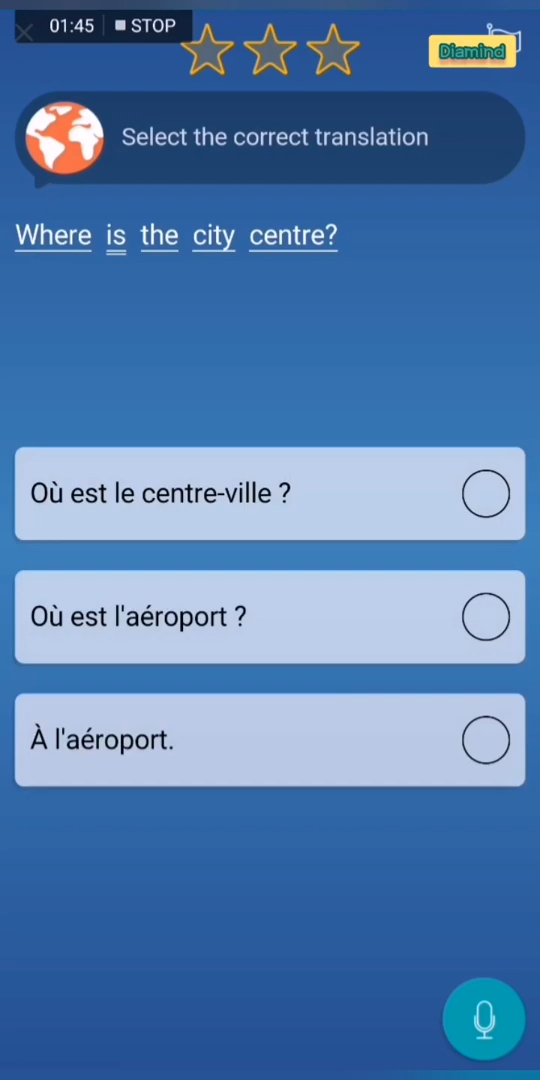 01:45 STOP
Diamind
Select the correct translation
Where is the city centre?
Où est le centre-ville ?
Où est l'aéroport ?
À l'aéroport.